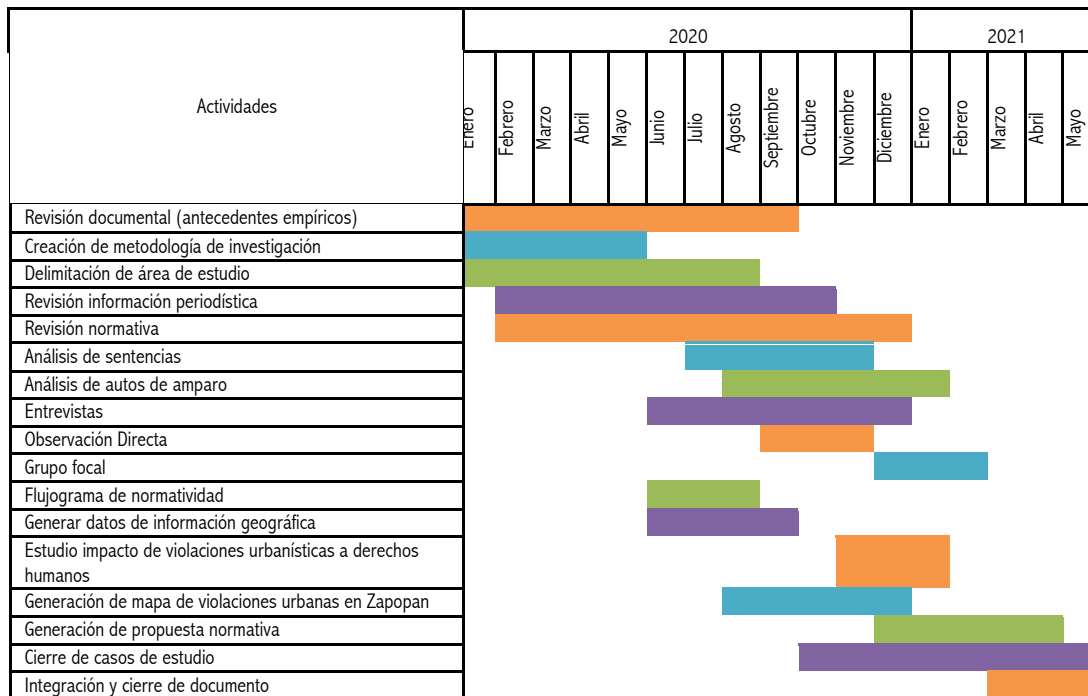 2020
2021
Actividades
Enero
Febrero
Marzo
Abril
Mayo
Junio
Julio
Agosto
Septiembre
Octubre
Noviembre
Diciembre
Enero
Febrero
Marzo
Abril
Mayo
Revisión documental (antecedentes empíricos)
Creación de metodología de investigación
Delimitación de área de estudio
Revisión información periodística
Revisión normativa
Análisis de sentencias
Análisis de autos de amparo
Entrevistas
Observación Directa
Grupo focal
Flujograma de normatividad
Generar datos de información geográfica
Estudio impacto de violaciones urbanísticas a derechos
humanos
Generación de mapa de violaciones urbanas en Zapopan
Generación de propuesta normativa
Cierre de casos de estudio
Integración y cierre de documento